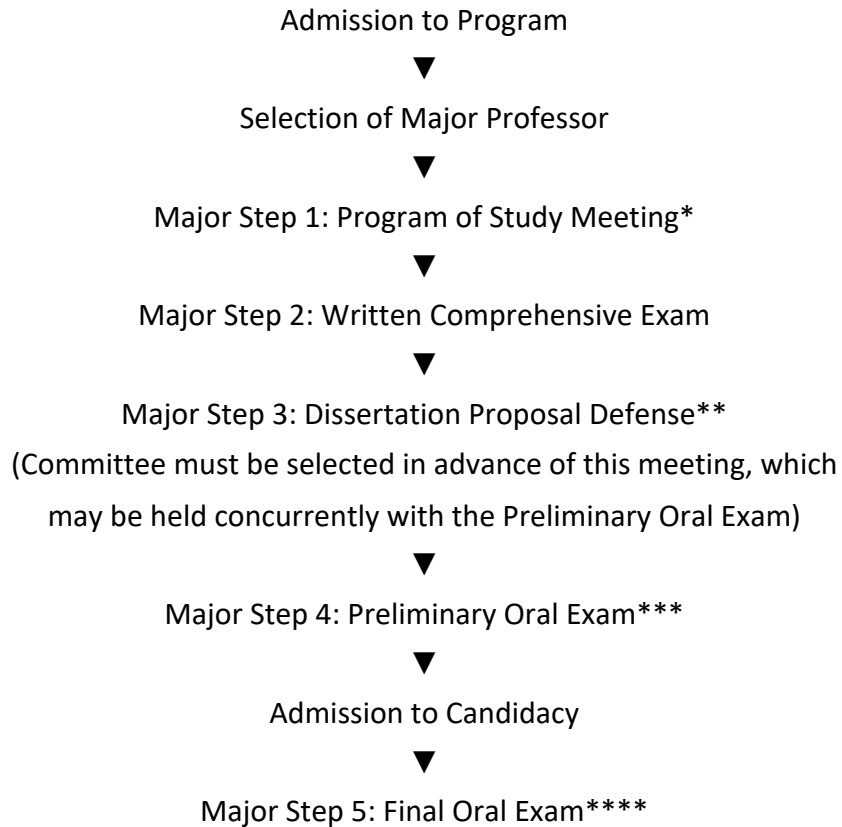 Admission to Program
▼
Selection of Major Professor
▼
Major Step 1: Program of Study Meeting*
▼
Major Step 2: Written Comprehensive Exam
▼
Major Step 3: Dissertation Proposal Defense**
(Committee must be selected in advance of this meeting, which
may be held concurrently with the Preliminary Oral Exam)
▼
Major Step 4: Preliminary Oral Exam***
▼
Admission to Candidacy
▼
Major Step 5: Final Oral Exam****